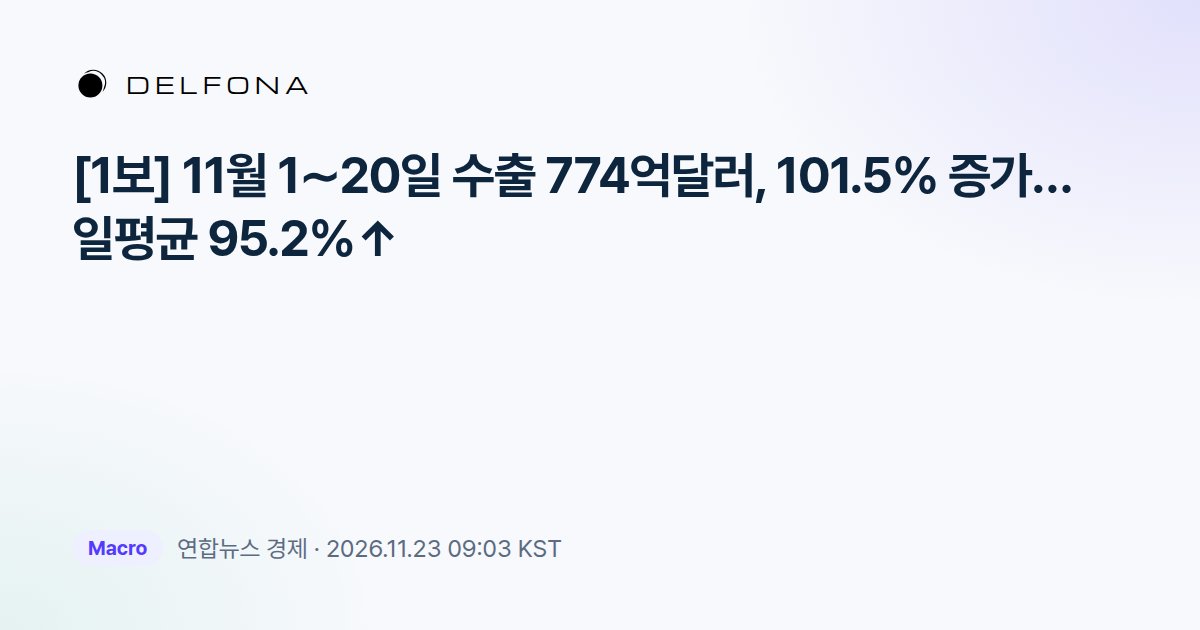 DELFONA
[1보] 11월 1~20일 수출 774억달러, 101.5% 증가…
일평균 95.2%↑
Macro 연합뉴스 경제 · 2026.11.23 09:03 KST